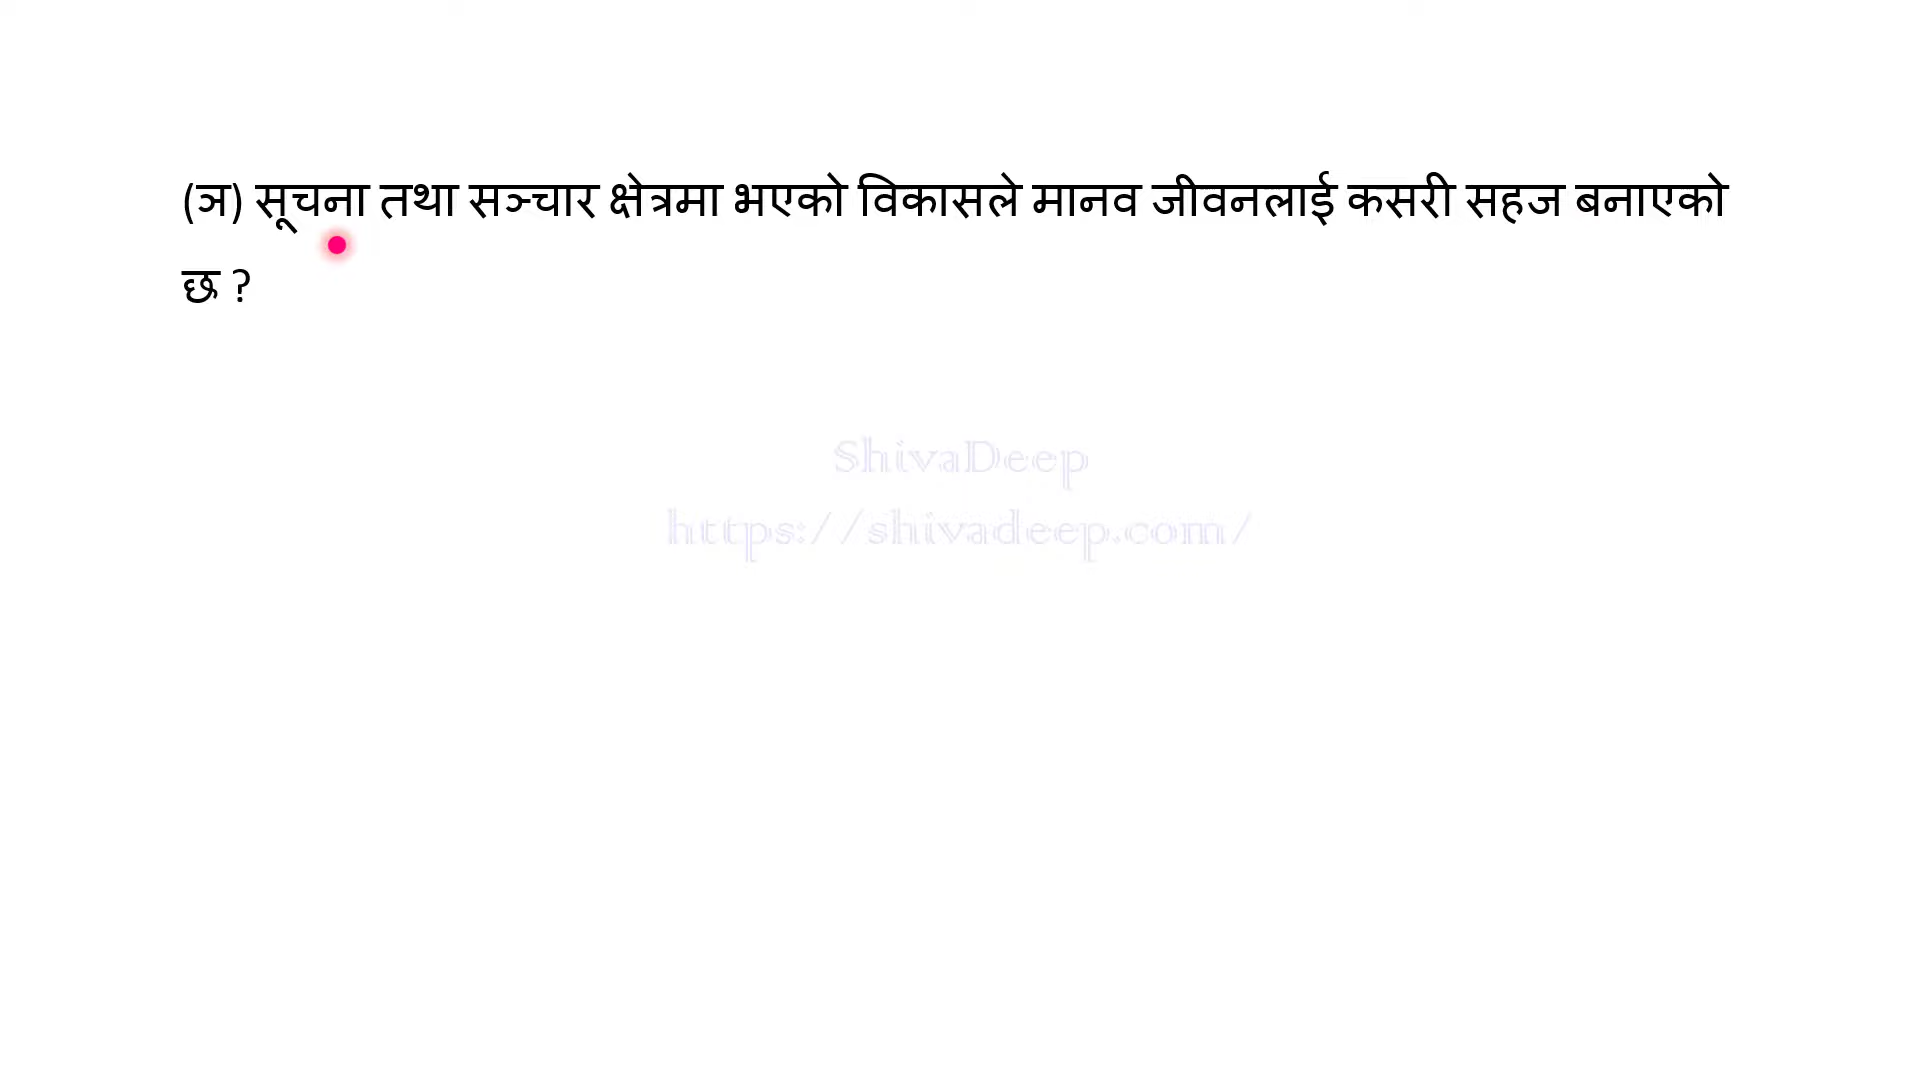 (ञ) सूचना तथा सञ्चार क्षेत्रमा भएको विकासले मानव जीवनलाई कसरी सहज बनाएको
छ ?
ShivaDeep
https://shivadeep.com/